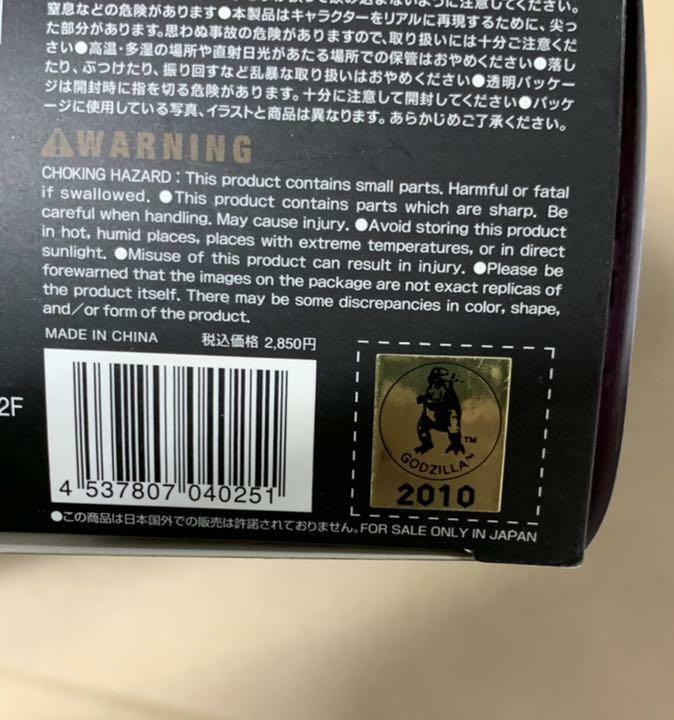 窒息などの危険があります●本製品はキャラクターをリアルに再現するために、尖っ
た部分があります。思わぬ事故の危険がありますので、取り扱いには十分ご注意くだ
さい●高温・多湿の場所や直射日光があたる場所での保管はおやめください●落し
たり、ぶつけたり、振り回すなど乱暴な取り扱いはおやめください●透明パッケー
ジは開封時に指を切る危険があります。十分に注意して開封してください●パッケ
ージに使用している写真、イラストと商品は異なります。あらかじめご了承ください。
⚠WARNING
CHOKING HAZARD : This product contains small parts. Harmful or fatal
if swallowed. ●This product contains parts which are sharp. Be
careful when handling. May cause injury. ●Avoid storing this product
in hot, humid places, places with extreme temperatures, or in direct
sunlight. ●Misuse of this product can result in injury. ●Please be
forewarned that the images on the package are not exact replicas of
the product itself. There may be some discrepancies in color, shape,
and/or form of the product.
MADE IN CHINA 税込価格 2,850円
2F
4 537807 040251
GODZILLA™
TM
2010
●この商品は日本国外での販売は許諾されておりません。FOR SALE ONLY IN JAPAN